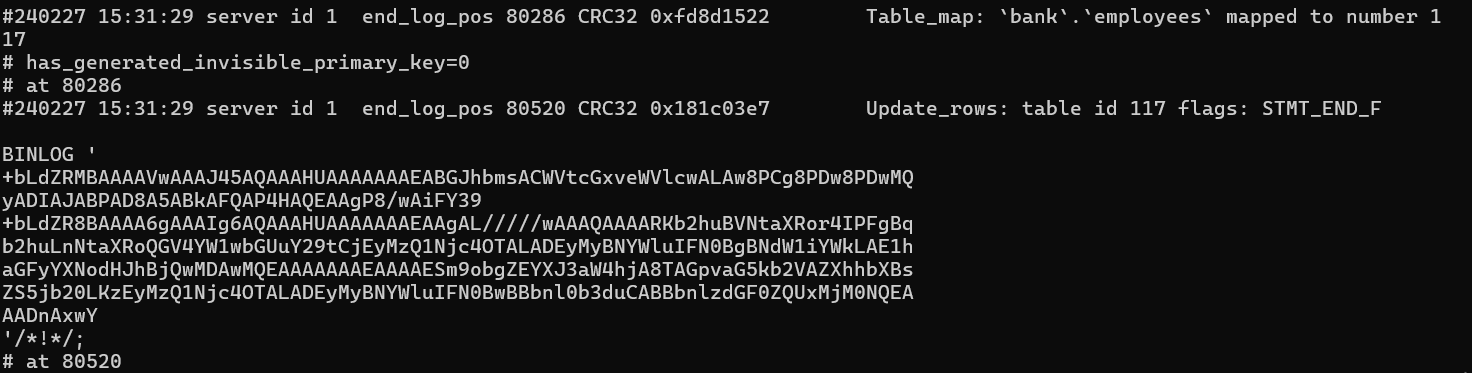 #240227 15:31:29 server id 1  end_log_pos 80286 CRC32 0xfd8d1522        Table_map: `bank`.`employees` mapped to number 1
17
# has_generated_invisible_primary_key=0
# at 80286
#240227 15:31:29 server id 1  end_log_pos 80520 CRC32 0x181c03e7        Update_rows: table id 117 flags: STMT_END_F
BINLOG '
+bLdZRMBAAAAVwAAAJ45AQAAAHUAAAAAAAEABGJhbmsACWVtcGxveWVlcwALAw8PCg8PDw8PDwMQ
yADIAJABPAD8A5ABkAFQAP4HAQEAAgP8/wAiFY39
+bLdZR8BAAAA6gAAAIg6AQAAAHUAAAAAAAEAAgAL/////wAAAQAAAARKb2huBVNtaXRor4IPFgBq
b2huLnNtaXRoQGV4YW1wbGUuY29tCjEyMzQ1Njc4OTALADEyMyBNYWluIFN0BgBNdW1iYWkLAE1h
aGFyYXNodHJhBjQwMDAwMQEAAAAAAAEAAAAESm9obgZEYXJ3aW4hjA8TAGpvaG5kb2VAZXhhbXBs
ZS5jb20LKzEyMzQ1Njc4OTALADEyMyBNYWluIFN0BwBBbnl0b3duCABBbnlzdGF0ZQUxMjM0NQEA
AADnAxwY
'/*!*/;
# at 80520